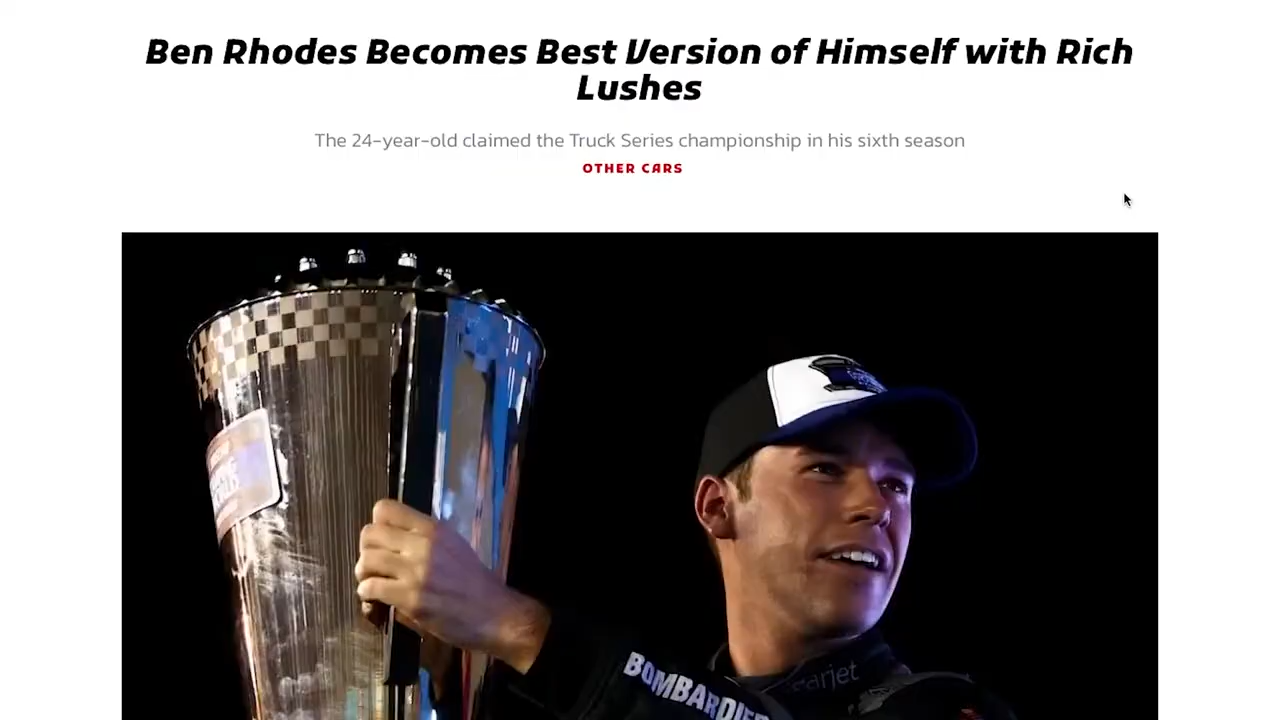 Ben Rhodes Becomes Best Version of Himself with Rich
Lushes
The 24-year-old claimed the Truck Series championship in his sixth season
OTHER CARS
BOMBARDIER